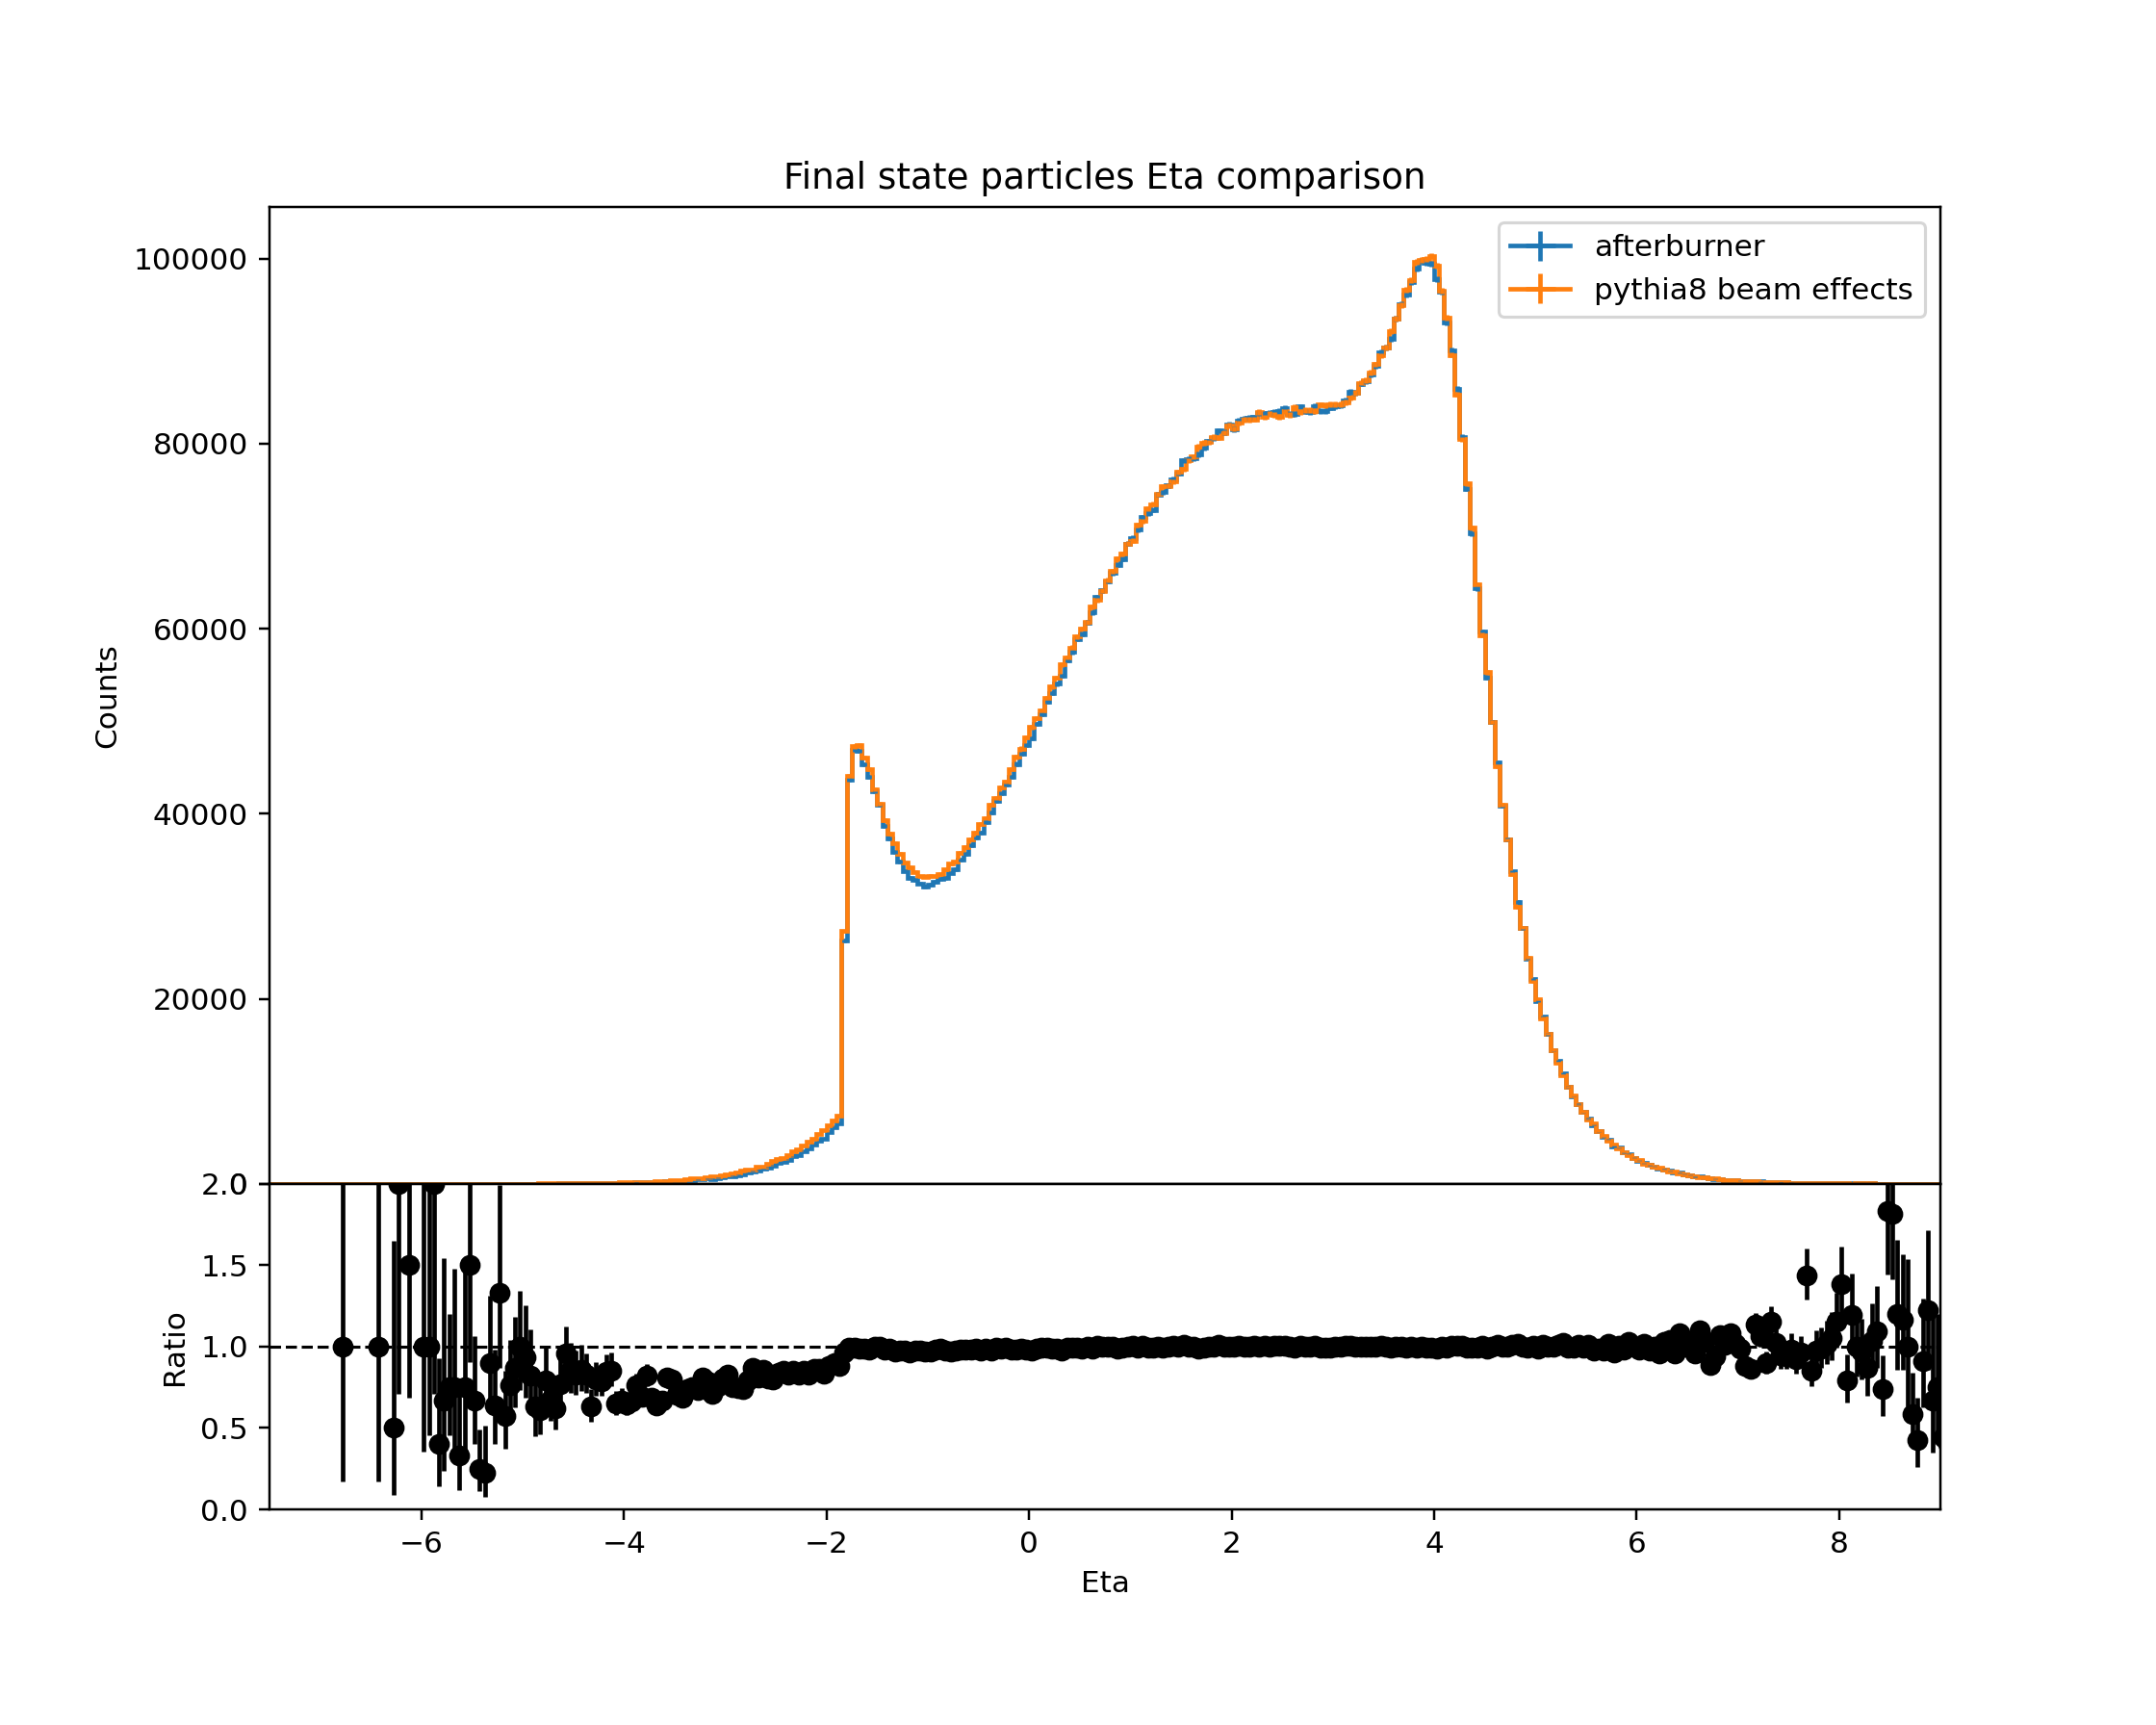 Final state particles Eta comparison
afterburner
pythia8 beam effects
100000
80000
60000
40000
20000
Counts
2.0
1.5
1.0
0.5
0.0
Ratio
−6 −4 −2 0 2 4 6 8
Eta